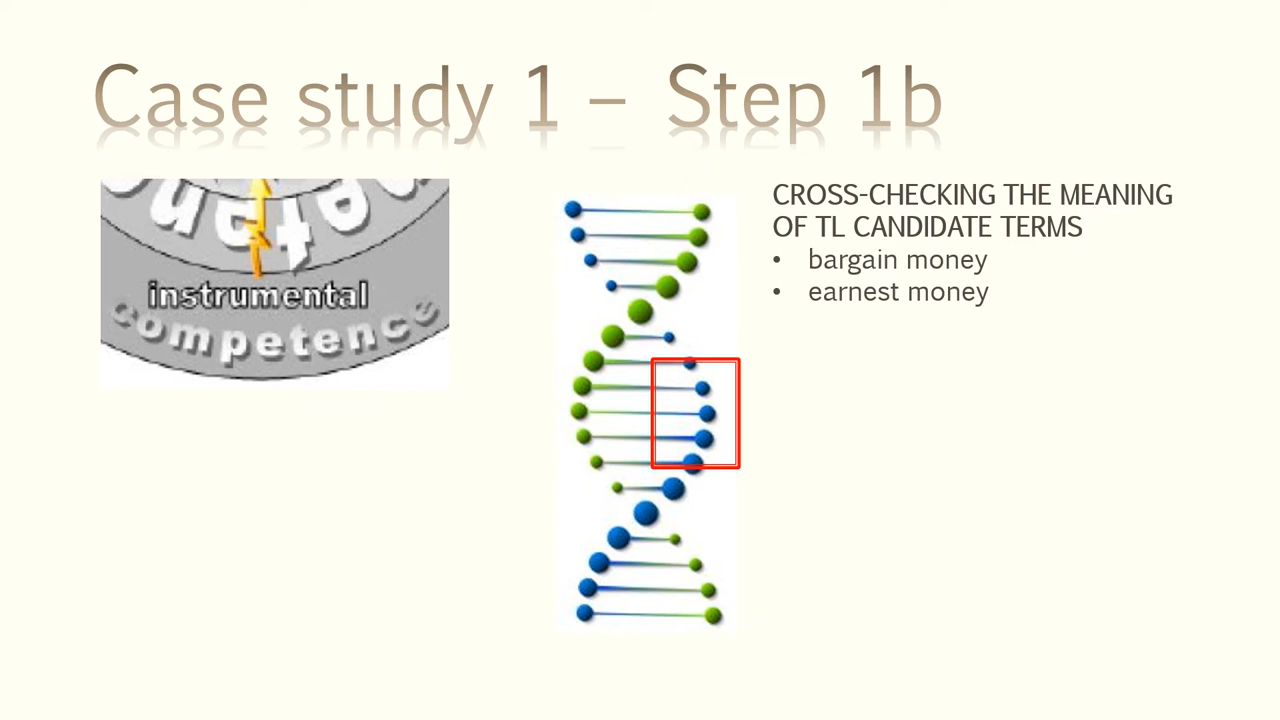 Case study 1 – Step 1b
instrumental
competence
CROSS-CHECKING THE MEANING
OF TL CANDIDATE TERMS
• bargain money
• earnest money